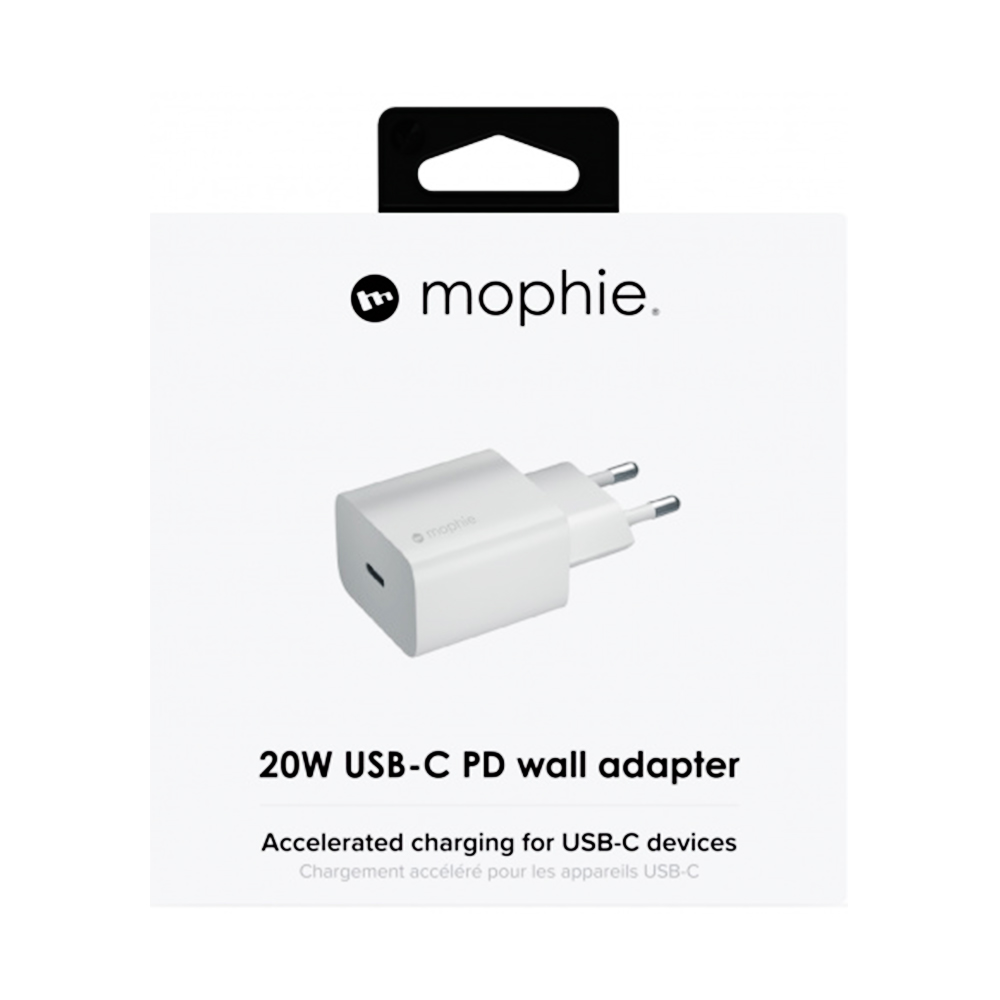 mophie®
mophie
20W USB-C PD wall adapter
Accelerated charging for USB-C devices
Chargement accéléré pour les appareils USB-C